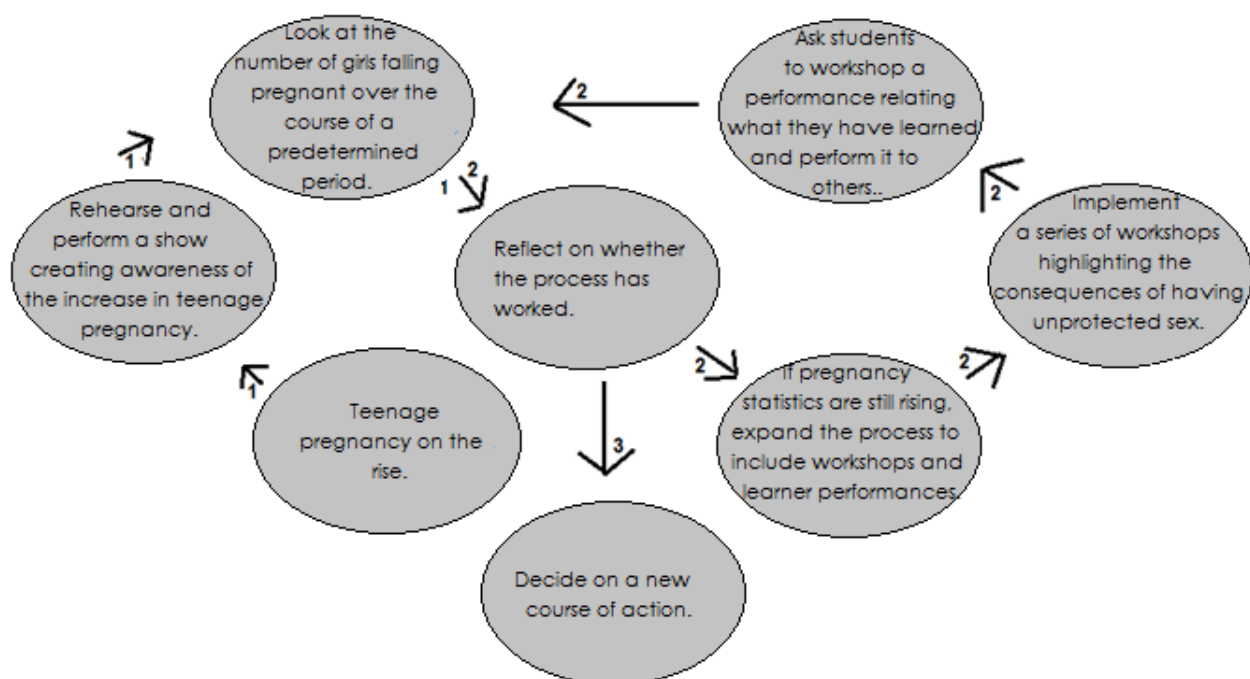 Look at the
number of girls falling
pregnant over the
course of a
predetermined
period.
Ask students
to workshop a
performance relating
what they have learned
and perform it to
others..
2
1
1 2
2
Rehearse and
perform a show
creating awareness of
the increase in teenage
pregnancy.
Reflect on whether
the process has
worked.
Implement
a series of workshops
highlighting the
consequences of having
unprotected sex.
1
2
2
3
Teenage
pregnancy on the
rise.
If pregnancy
statistics are still rising,
expand the process to
include workshops and
learner performances.
Decide on a new
course of action.